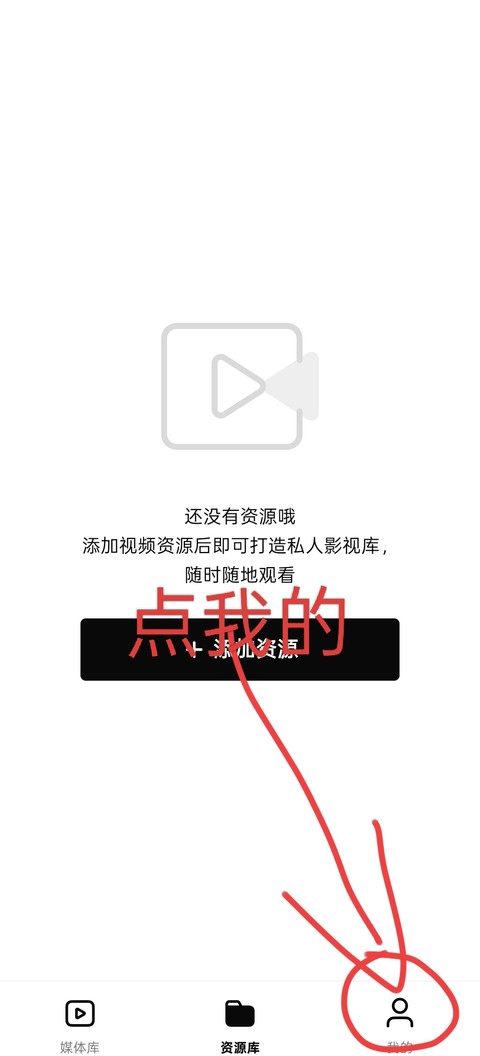 还没有资源哦
添加视频资源后即可打造私人影视库，
随时随地观看
点我的
+ 添加资源
媒体库
资源库
我的